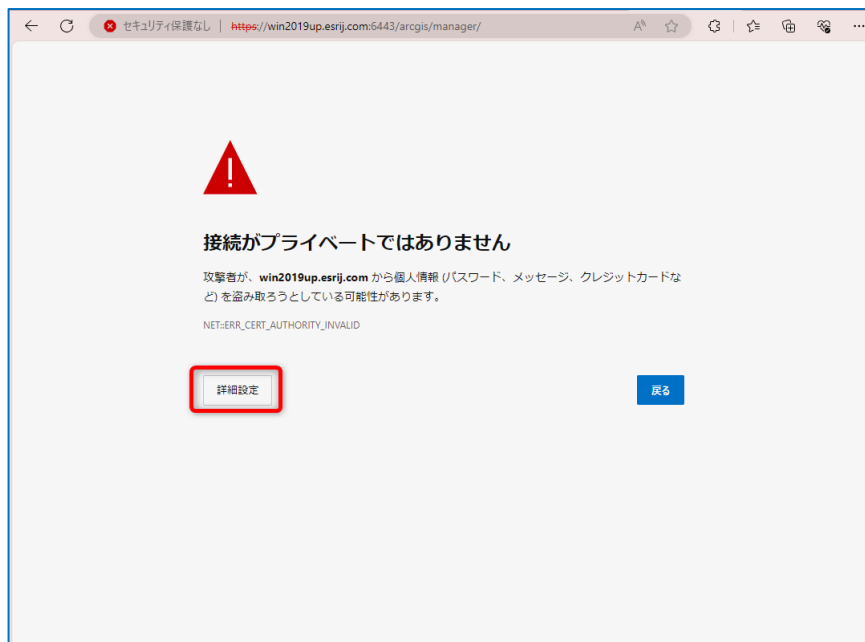 セキュリティ保護なし | https://win2019up.esrij.com:6443/arcgis/manager/
接続がプライベートではありません
攻撃者が、win2019up.esrij.com から個人情報 (パスワード、メッセージ、クレジットカードな
ど) を盗み取ろうとしている可能性があります。
NET::ERR_CERT_AUTHORITY_INVALID
詳細設定
戻る